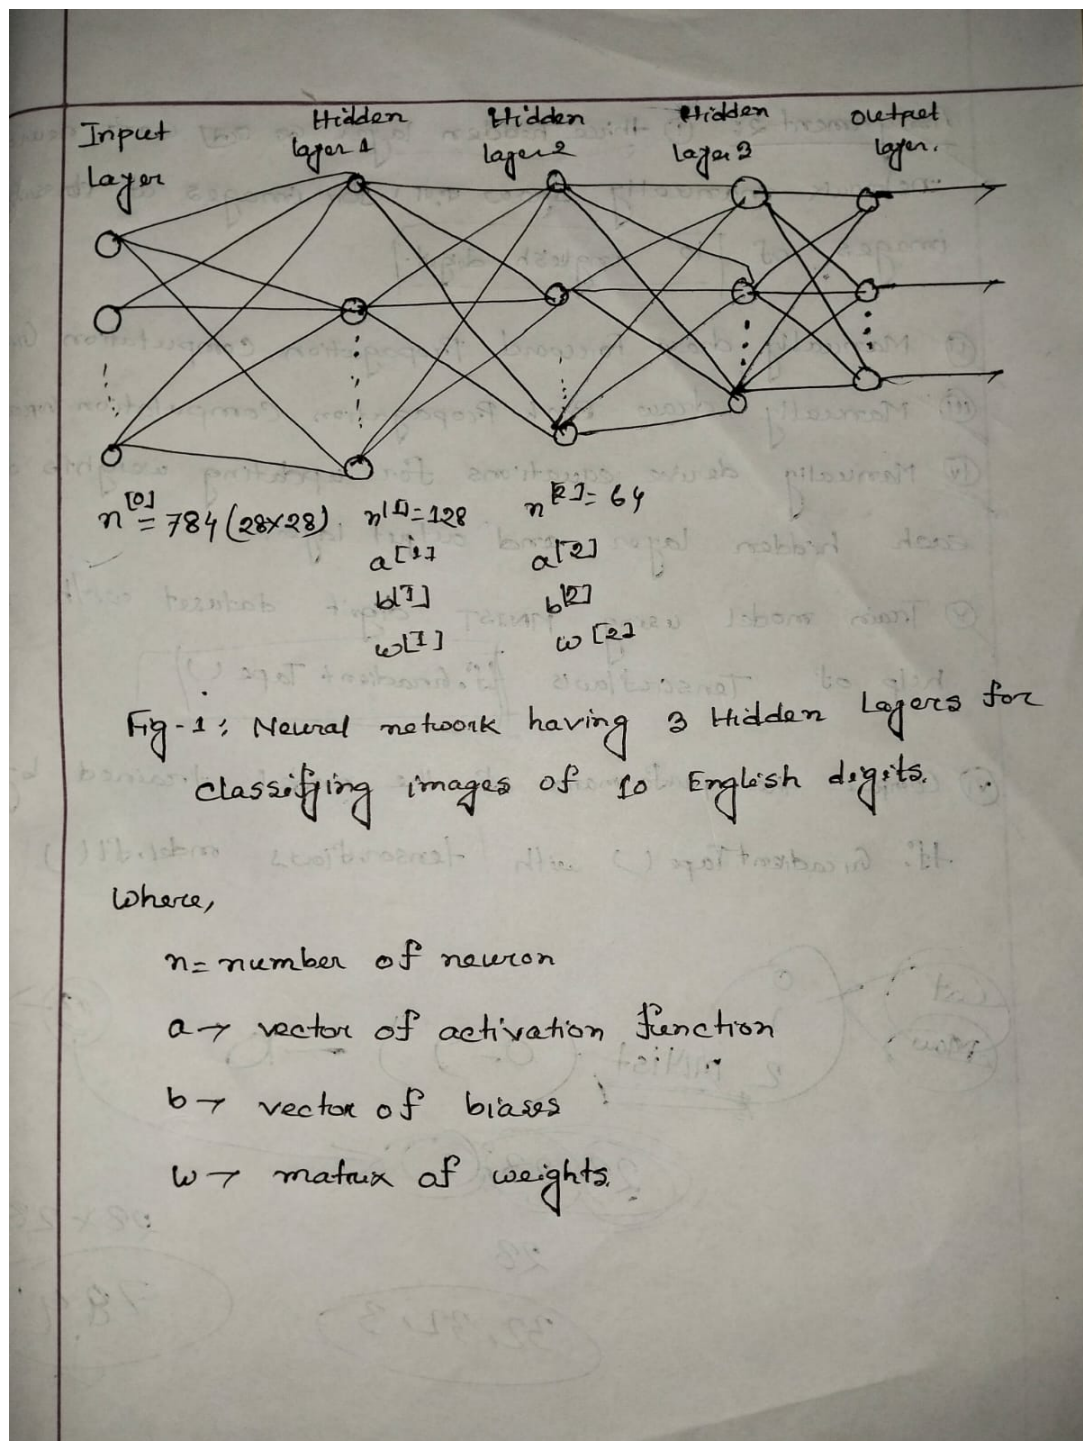 Input layer
Hidden layer 1
Hidden layer 2
Hidden layer 3
output layer.
n[0] = 784 (28×28).
n[1] = 128
a[1]
b[1]
w[1]
n[2] = 64
a[2]
b[2]
w[2]
Fig-1: Neural network having 3 Hidden Layers for
classifying images of 10 English digits.
Where,
n = number of neuron
a → vector of activation function
b → vector of biases
w → matrix of weights.